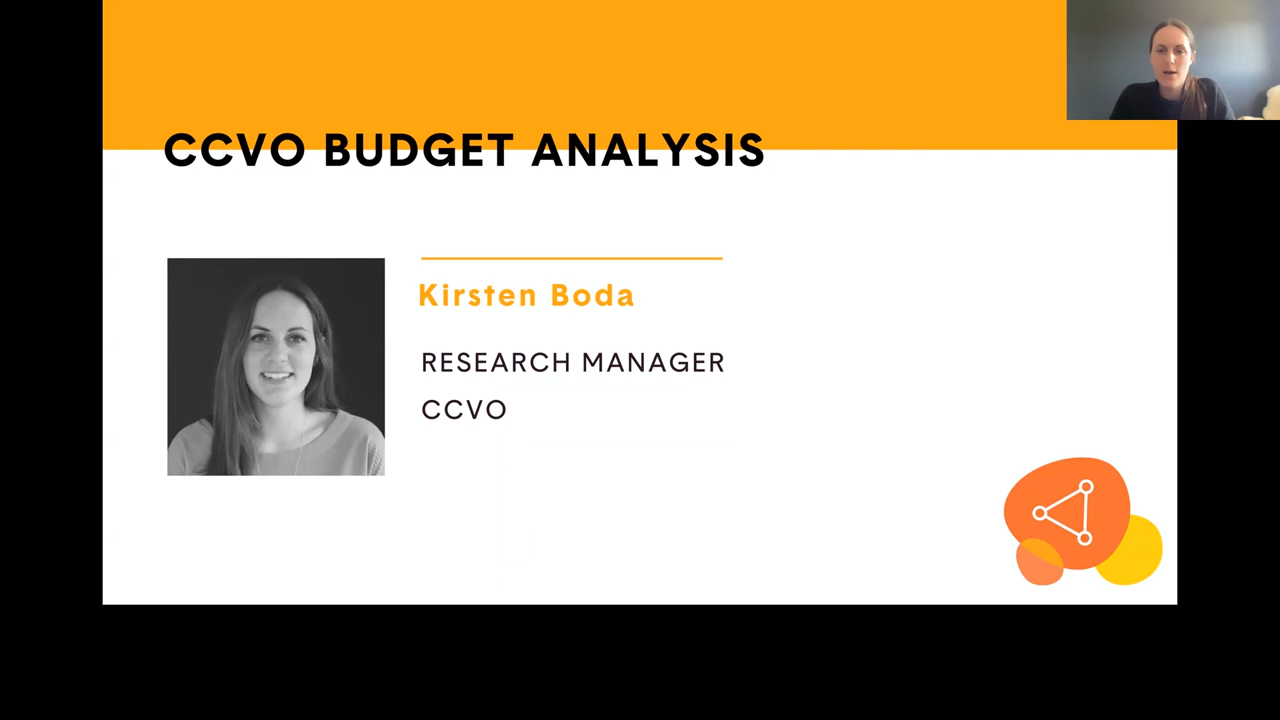 CCVO BUDGET ANALYSIS
Kirsten Boda
RESEARCH MANAGER
CCVO